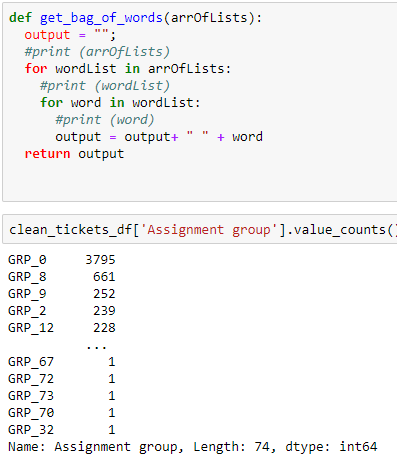 def get_bag_of_words(arrOfLists):
  output = "";
  #print (arrOfLists)
  for wordList in arrOfLists:
    #print (wordList)
    for word in wordList:
      #print (word)
      output = output+ " " + word
  return output
clean_tickets_df['Assignment group'].value_counts()
GRP_0     3795
GRP_8      661
GRP_9      252
GRP_2      239
GRP_12     228
          ...
GRP_67       1
GRP_72       1
GRP_73       1
GRP_70       1
GRP_32       1
Name: Assignment group, Length: 74, dtype: int64